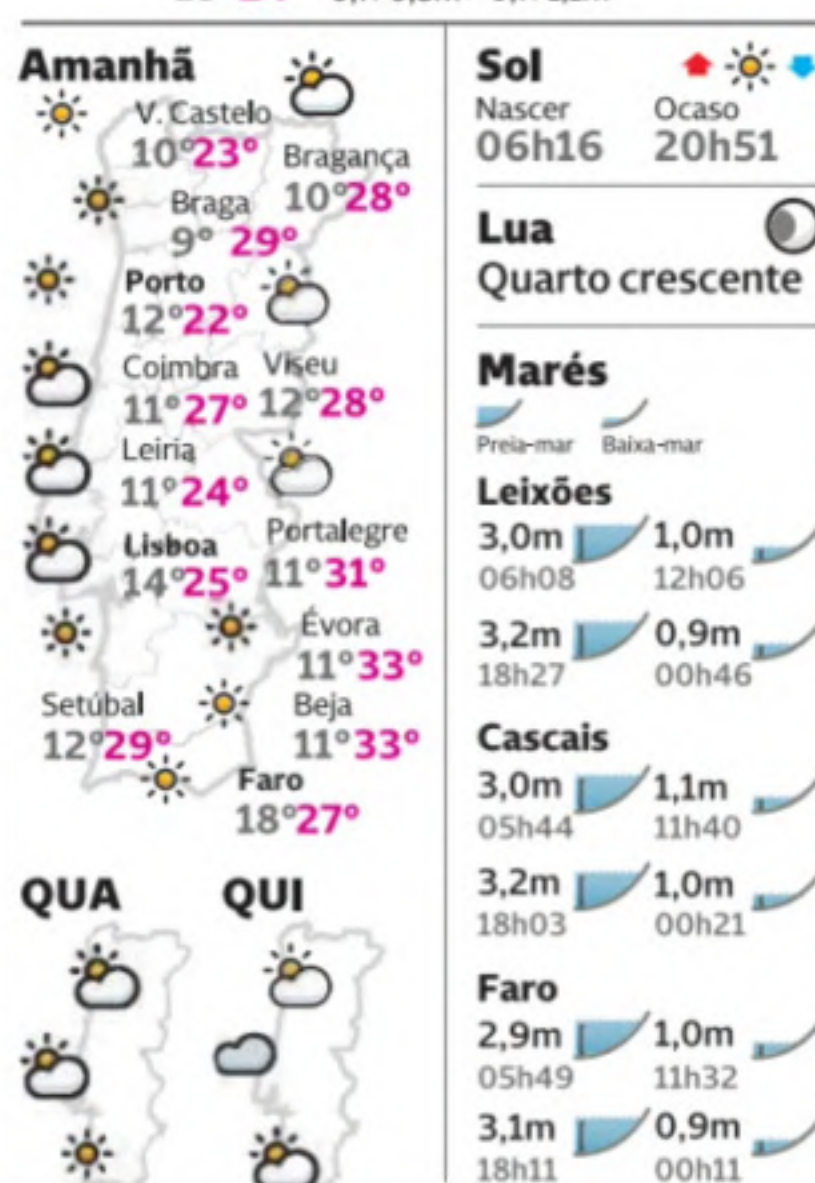 Amanhã
V. Castelo
10° 23°
Bragança
10° 28°
Braga
9° 29°
Porto
12° 22°
Coimbra
11° 27°
Viseu
12° 28°
Leiria
11° 24°
Lisboa
14° 25°
Portalegre
11° 31°
Évora
11° 33°
Setúbal
12° 29°
Beja
11° 33°
Faro
18° 27°
QUA QUI
Sol
Nascer Ocaso
06h16 20h51
Lua
Quarto crescente
Marés
Preia-mar Baixa-mar
Leixões
3,0m 1,0m
06h08 12h06
3,2m 0,9m
18h27 00h46
Cascais
3,0m 1,1m
05h44 11h40
3,2m 1,0m
18h03 00h21
Faro
2,9m 1,0m
05h49 11h32
3,1m 0,9m
18h11 00h11